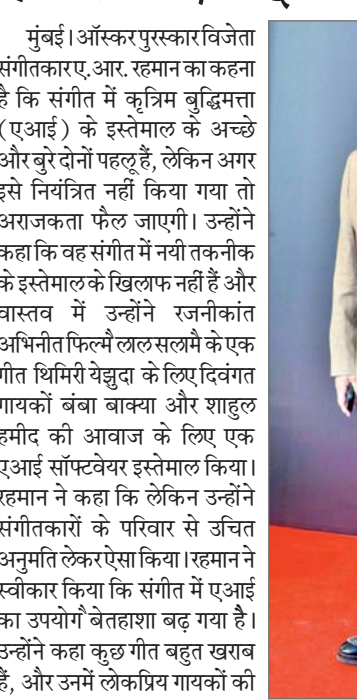 मुंबई। ऑस्कर पुरस्कार विजेता
संगीतकार ए.आर. रहमान का कहना
है कि संगीत में कृत्रिम बुद्धिमत्ता
(एआई) के इस्तेमाल के अच्छे
और बुरे दोनों पहलू हैं, लेकिन अगर
इसे नियंत्रित नहीं किया गया तो
अराजकता फैल जाएगी। उन्होंने
कहा कि वह संगीत में नयी तकनीक
के इस्तेमाल के खिलाफ नहीं हैं और
वास्तव में उन्होंने रजनीकांत
अभिनीत फिल्मै लाल सलामै के एक
गीत थिमिरी येझुदा के लिए दिवंगत
गायकों बंबा बाक्या और शाहुल
हमीद की आवाज के लिए एक
एआई सॉफ्टवेयर इस्तेमाल किया।
रहमान ने कहा कि लेकिन उन्होंने
संगीतकारों के परिवार से उचित
अनुमति लेकर ऐसा किया। रहमान ने
स्वीकार किया कि संगीत में एआई
का उपयोगै बेतहाशा बढ़ गया हैै।
उन्होंने कहा कुछ गीत बहुत खराब
हैं, और उनमें लोकप्रिय गायकों की